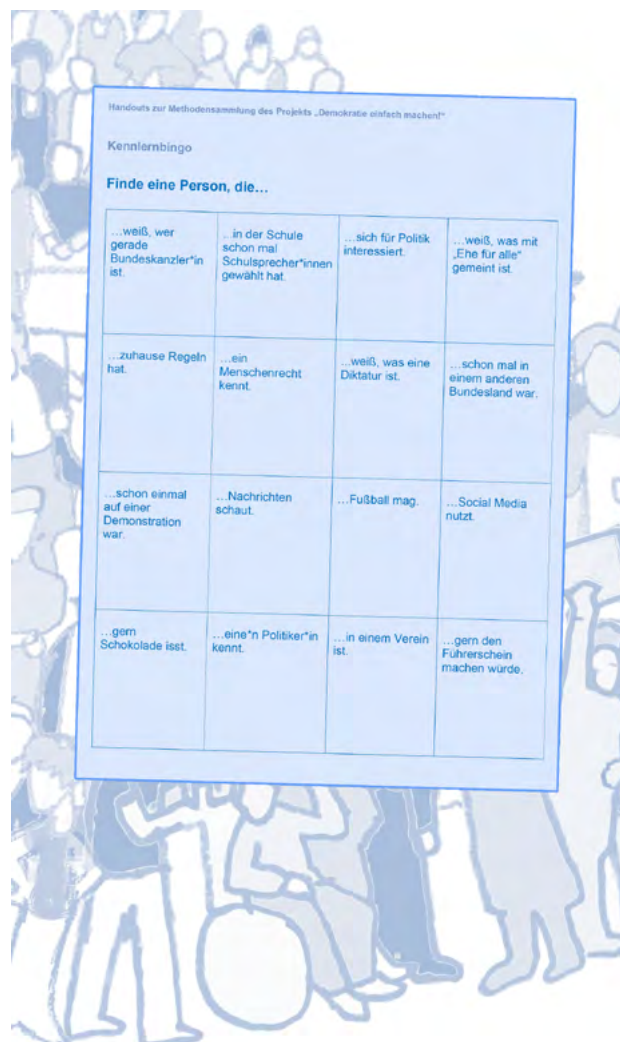 Handouts zur Methodensammlung des Projekts „Demokratie einfach machen!“
Kennlernbingo
Finde eine Person, die…
…weiß, wer
gerade
Bundeskanzler*in
ist.
…in der Schule
schon mal
Schulsprecher*innen
gewählt hat.
…sich für Politik
interessiert.
…weiß, was mit
„Ehe für alle“
gemeint ist.
…zuhause Regeln
hat.
…ein
Menschenrecht
kennt.
…weiß, was eine
Diktatur ist.
…schon mal in
einem anderen
Bundesland war.
…schon einmal
auf einer
Demonstration
war.
…Nachrichten
schaut.
…Fußball mag.
…Social Media
nutzt.
…gern
Schokolade isst.
…eine*n Politiker*in
kennt.
…in einem Verein
ist.
…gern den
Führerschein
machen würde.